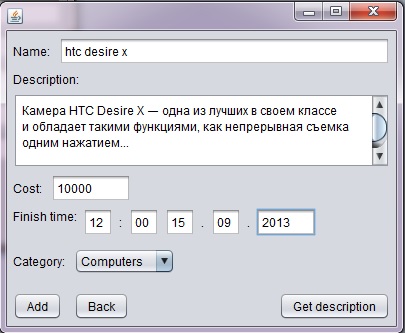 Name: htc desire x
Description:
Камера HTC Desire X — одна из лучших в своем классе
и обладает такими функциями, как непрерывная съемка
одним нажатием...
Cost: 10000
Finish time: 12 : 00 15 . 09 . 2013
Category: Computers
Add Back Get description